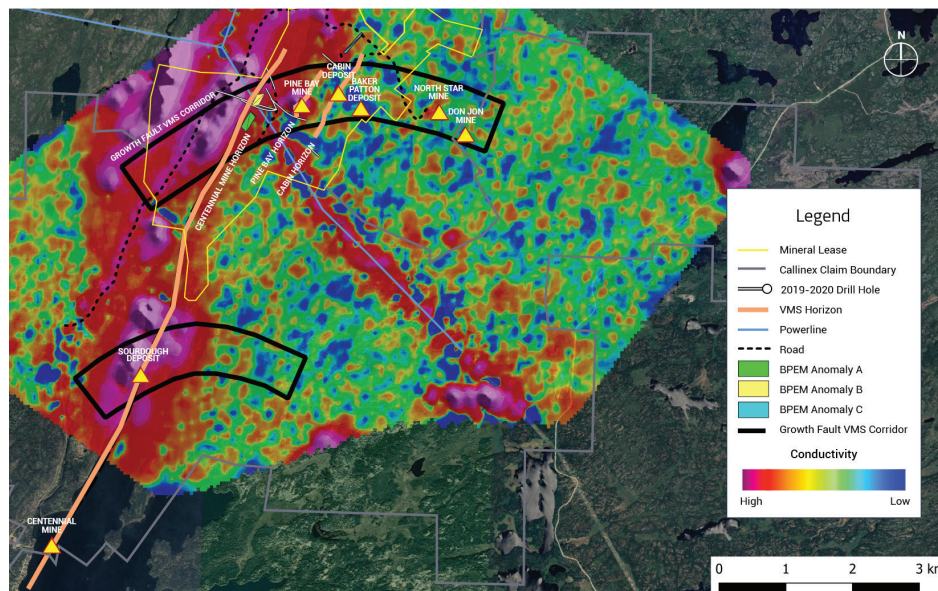 N
CABIN
DEPOSIT
PINE BAY
MINE
BAKER
PATTON
DEPOSIT
NORTH STAR
MINE
DON JON
MINE
GROWTH FAULT VMS CORRIDOR
CENTENNIAL MINE HORIZON
PINE BAY HORIZON
CABIN HORIZON
SOURDOUGH
DEPOSIT
CENTENNIAL
MINE
Legend
Mineral Lease
Callinex Claim Boundary
2019-2020 Drill Hole
VMS Horizon
Powerline
Road
BPEM Anomaly A
BPEM Anomaly B
BPEM Anomaly C
Growth Fault VMS Corridor
Conductivity
High Low
0 1 2 3 km